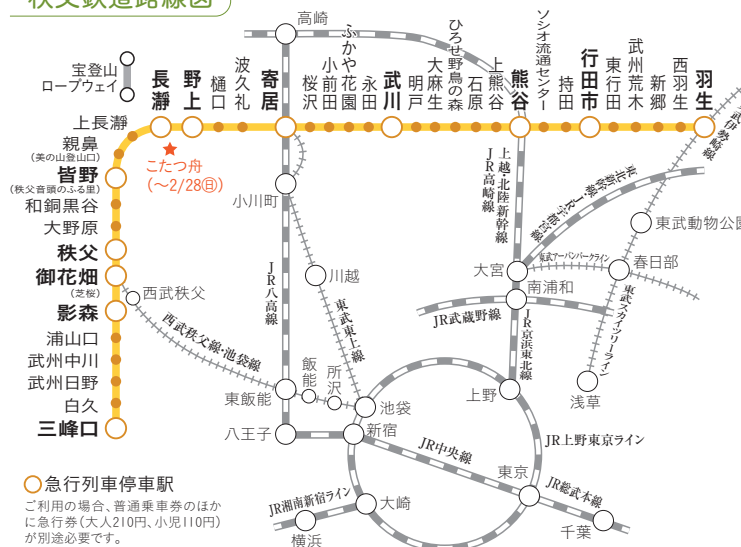 秩父鉄道路線図
高崎
宝登山
ロープウェイ
長瀞
野上
樋口
波久礼
寄居
桜沢
小前田
ふかや花園
永田
武川
明戸
大麻生
ひろせ野鳥の森
石原
上熊谷
熊谷
ソシオ流通センター
持田
行田市
東行田
武州荒木
新郷
西羽生
羽生
上長瀞
親鼻
(美の山登山口)
皆野
(秩父音頭のふる里)
和銅黒谷
大野原
秩父
御花畑
(芝桜)
影森
浦山口
武州中川
武州日野
白久
三峰口
★
こたつ舟
(〜2/28㊐)
小川町
川越
西武秩父
西武秩父線・池袋線
JR八高線
東武東上線
飯能
所沢
東飯能
池袋
八王子
新宿
上越・北陸新幹線
JR高崎線
東北新幹線
JR宇都宮線
東武伊勢崎線
東武動物公園
大宮
東武アーバンパークライン
春日部
南浦和
JR武蔵野線
JR京浜東北線
東武スカイツリーライン
上野
浅草
JR上野東京ライン
JR中央線
東京
JR総武本線
千葉
JR湘南新宿ライン
大崎
横浜
急行列車停車駅
ご利用の場合、普通乗車券のほか
に急行券(大人210円、小児110円)
が別途必要です。